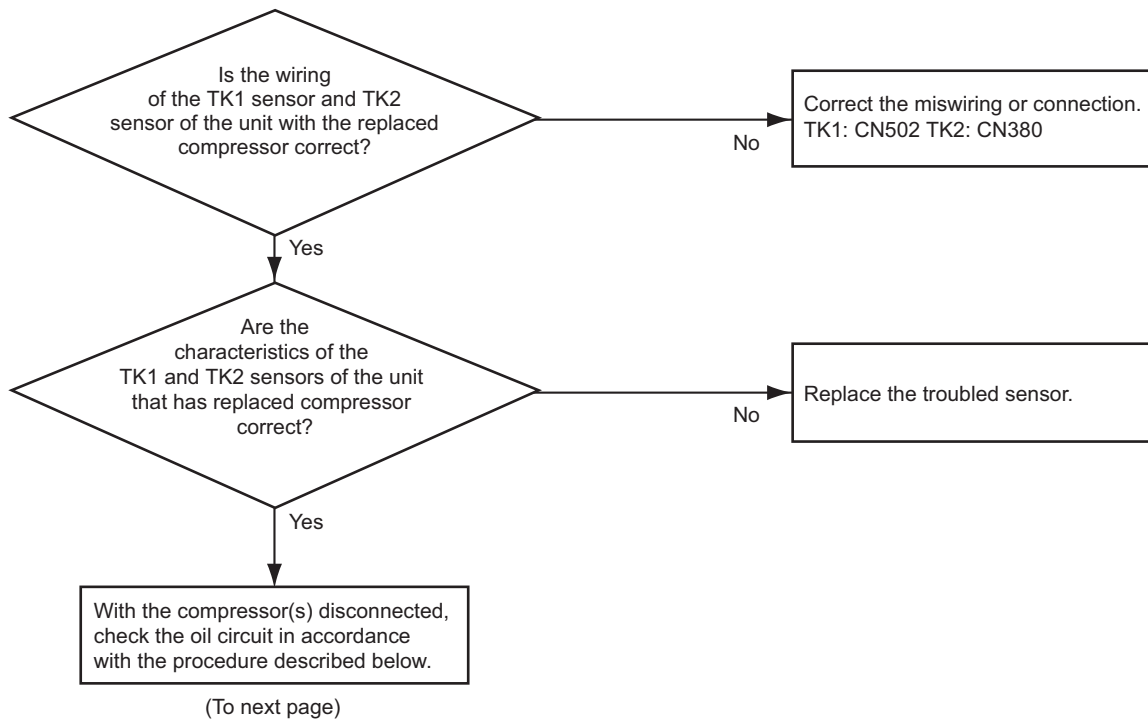 Is the wiring
of the TK1 sensor and TK2
sensor of the unit with the replaced
compressor correct?
No
Correct the miswiring or connection.
TK1: CN502 TK2: CN380
Yes
Are the
characteristics of the
TK1 and TK2 sensors of the unit
that has replaced compressor
correct?
No
Replace the troubled sensor.
Yes
With the compressor(s) disconnected,
check the oil circuit in accordance
with the procedure described below.
(To next page)